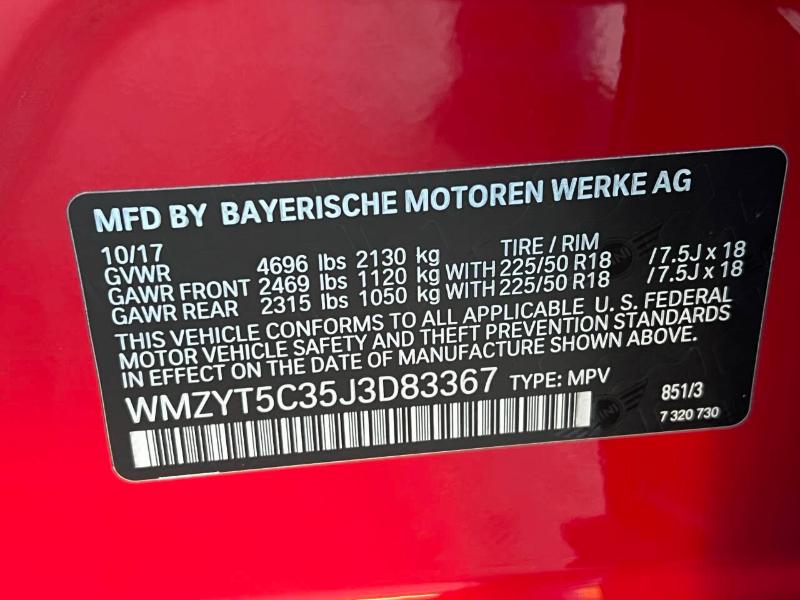 MFD BY BAYERISCHE MOTOREN WERKE AG
10/17 TIRE / RIM
GVWR 4696 lbs 2130 kg
GAWR FRONT 2469 lbs 1120 kg WITH 225/50 R18 /7.5J x 18
GAWR REAR 2315 lbs 1050 kg WITH 225/50 R18 /7.5J x 18
THIS VEHICLE CONFORMS TO ALL APPLICABLE U. S. FEDERAL
MOTOR VEHICLE SAFETY AND THEFT PREVENTION STANDARDS
IN EFFECT ON THE DATE OF MANUFACTURE SHOWN ABOVE.
WMZYT5C35J3D83367 TYPE: MPV
851/3
7 320 730